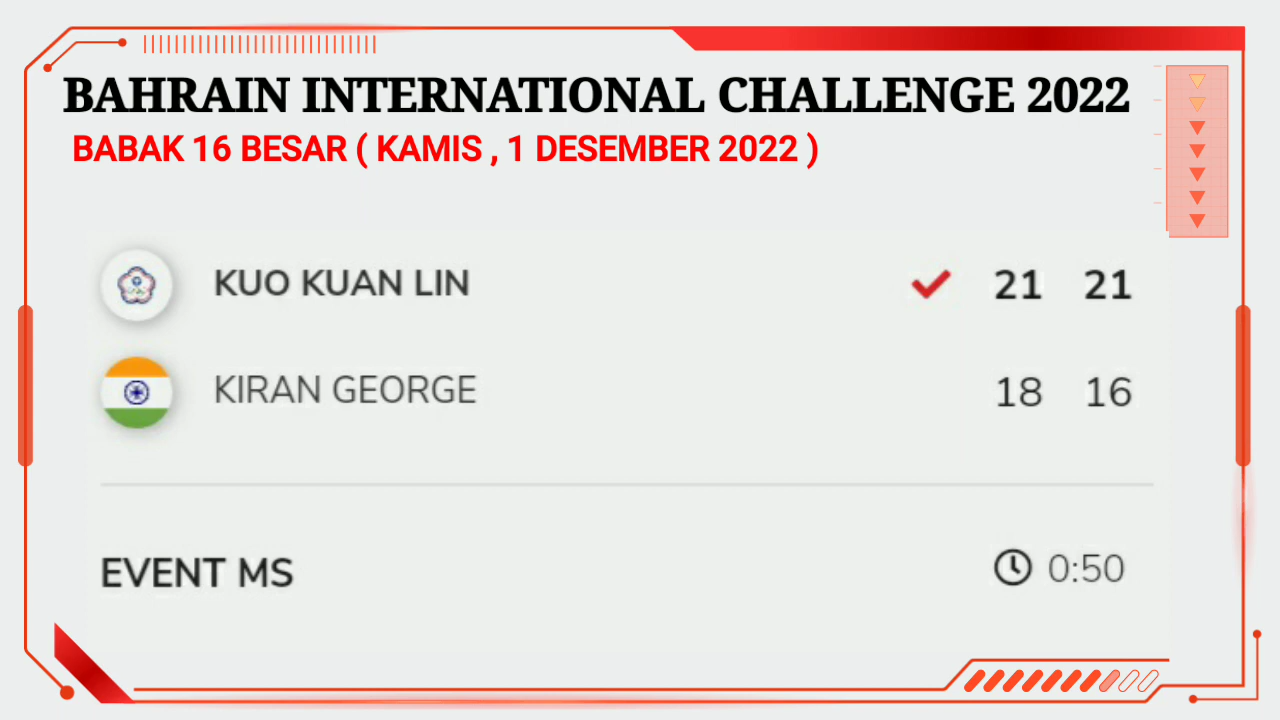 BAHRAIN INTERNATIONAL CHALLENGE 2022
BABAK 16 BESAR ( KAMIS , 1 DESEMBER 2022 )
KUO KUAN LIN 21 21
KIRAN GEORGE 18 16
EVENT MS 0:50